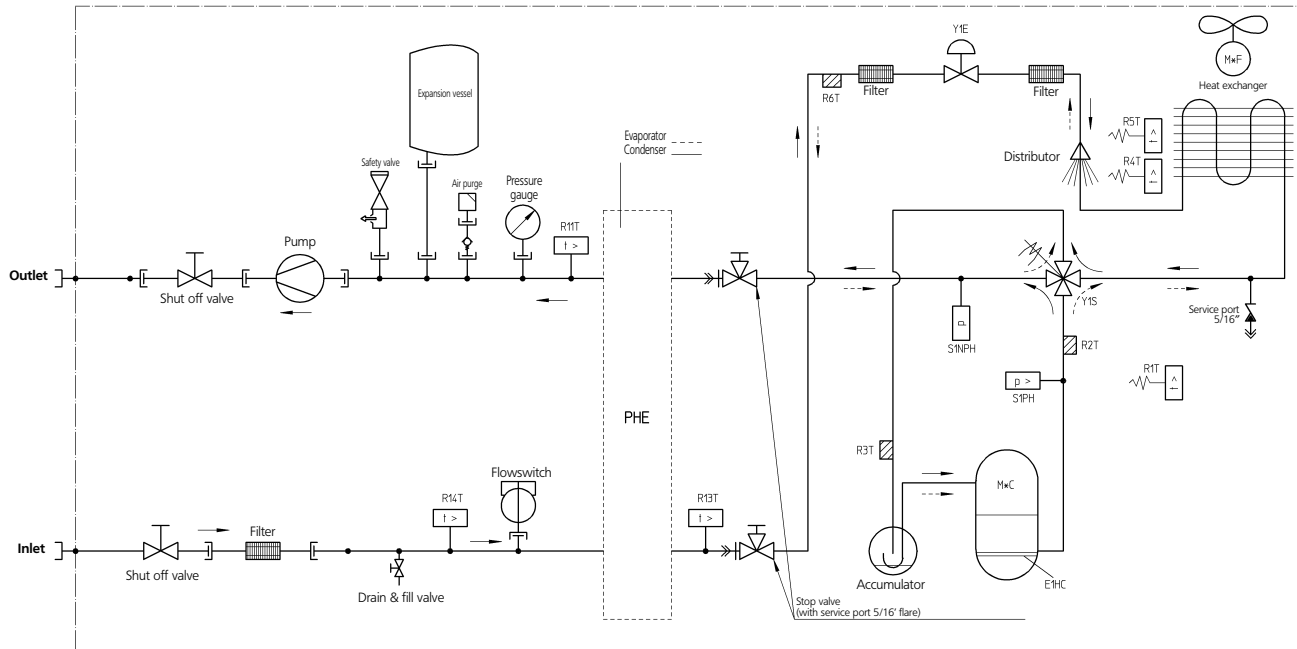 Y1E
M*F
Heat exchanger
R6T
Filter
Filter
Expansion vessel
Evaporator
Condenser
R5T
t >
R4T
t >
Distributor
Safety valve
Air purge
Pressure
gauge
R11T
t >
Pump
Outlet
Shut off valve
Y1S
Service port
5/16"
p
S1NPH
R2T
p >
S1PH
R1T
t >
PHE
R3T
M*C
Flowswitch
R14T
t >
R13T
t >
Filter
Inlet
Shut off valve
Drain & fill valve
Accumulator
E1HC
Stop valve
(with service port 5/16' flare)